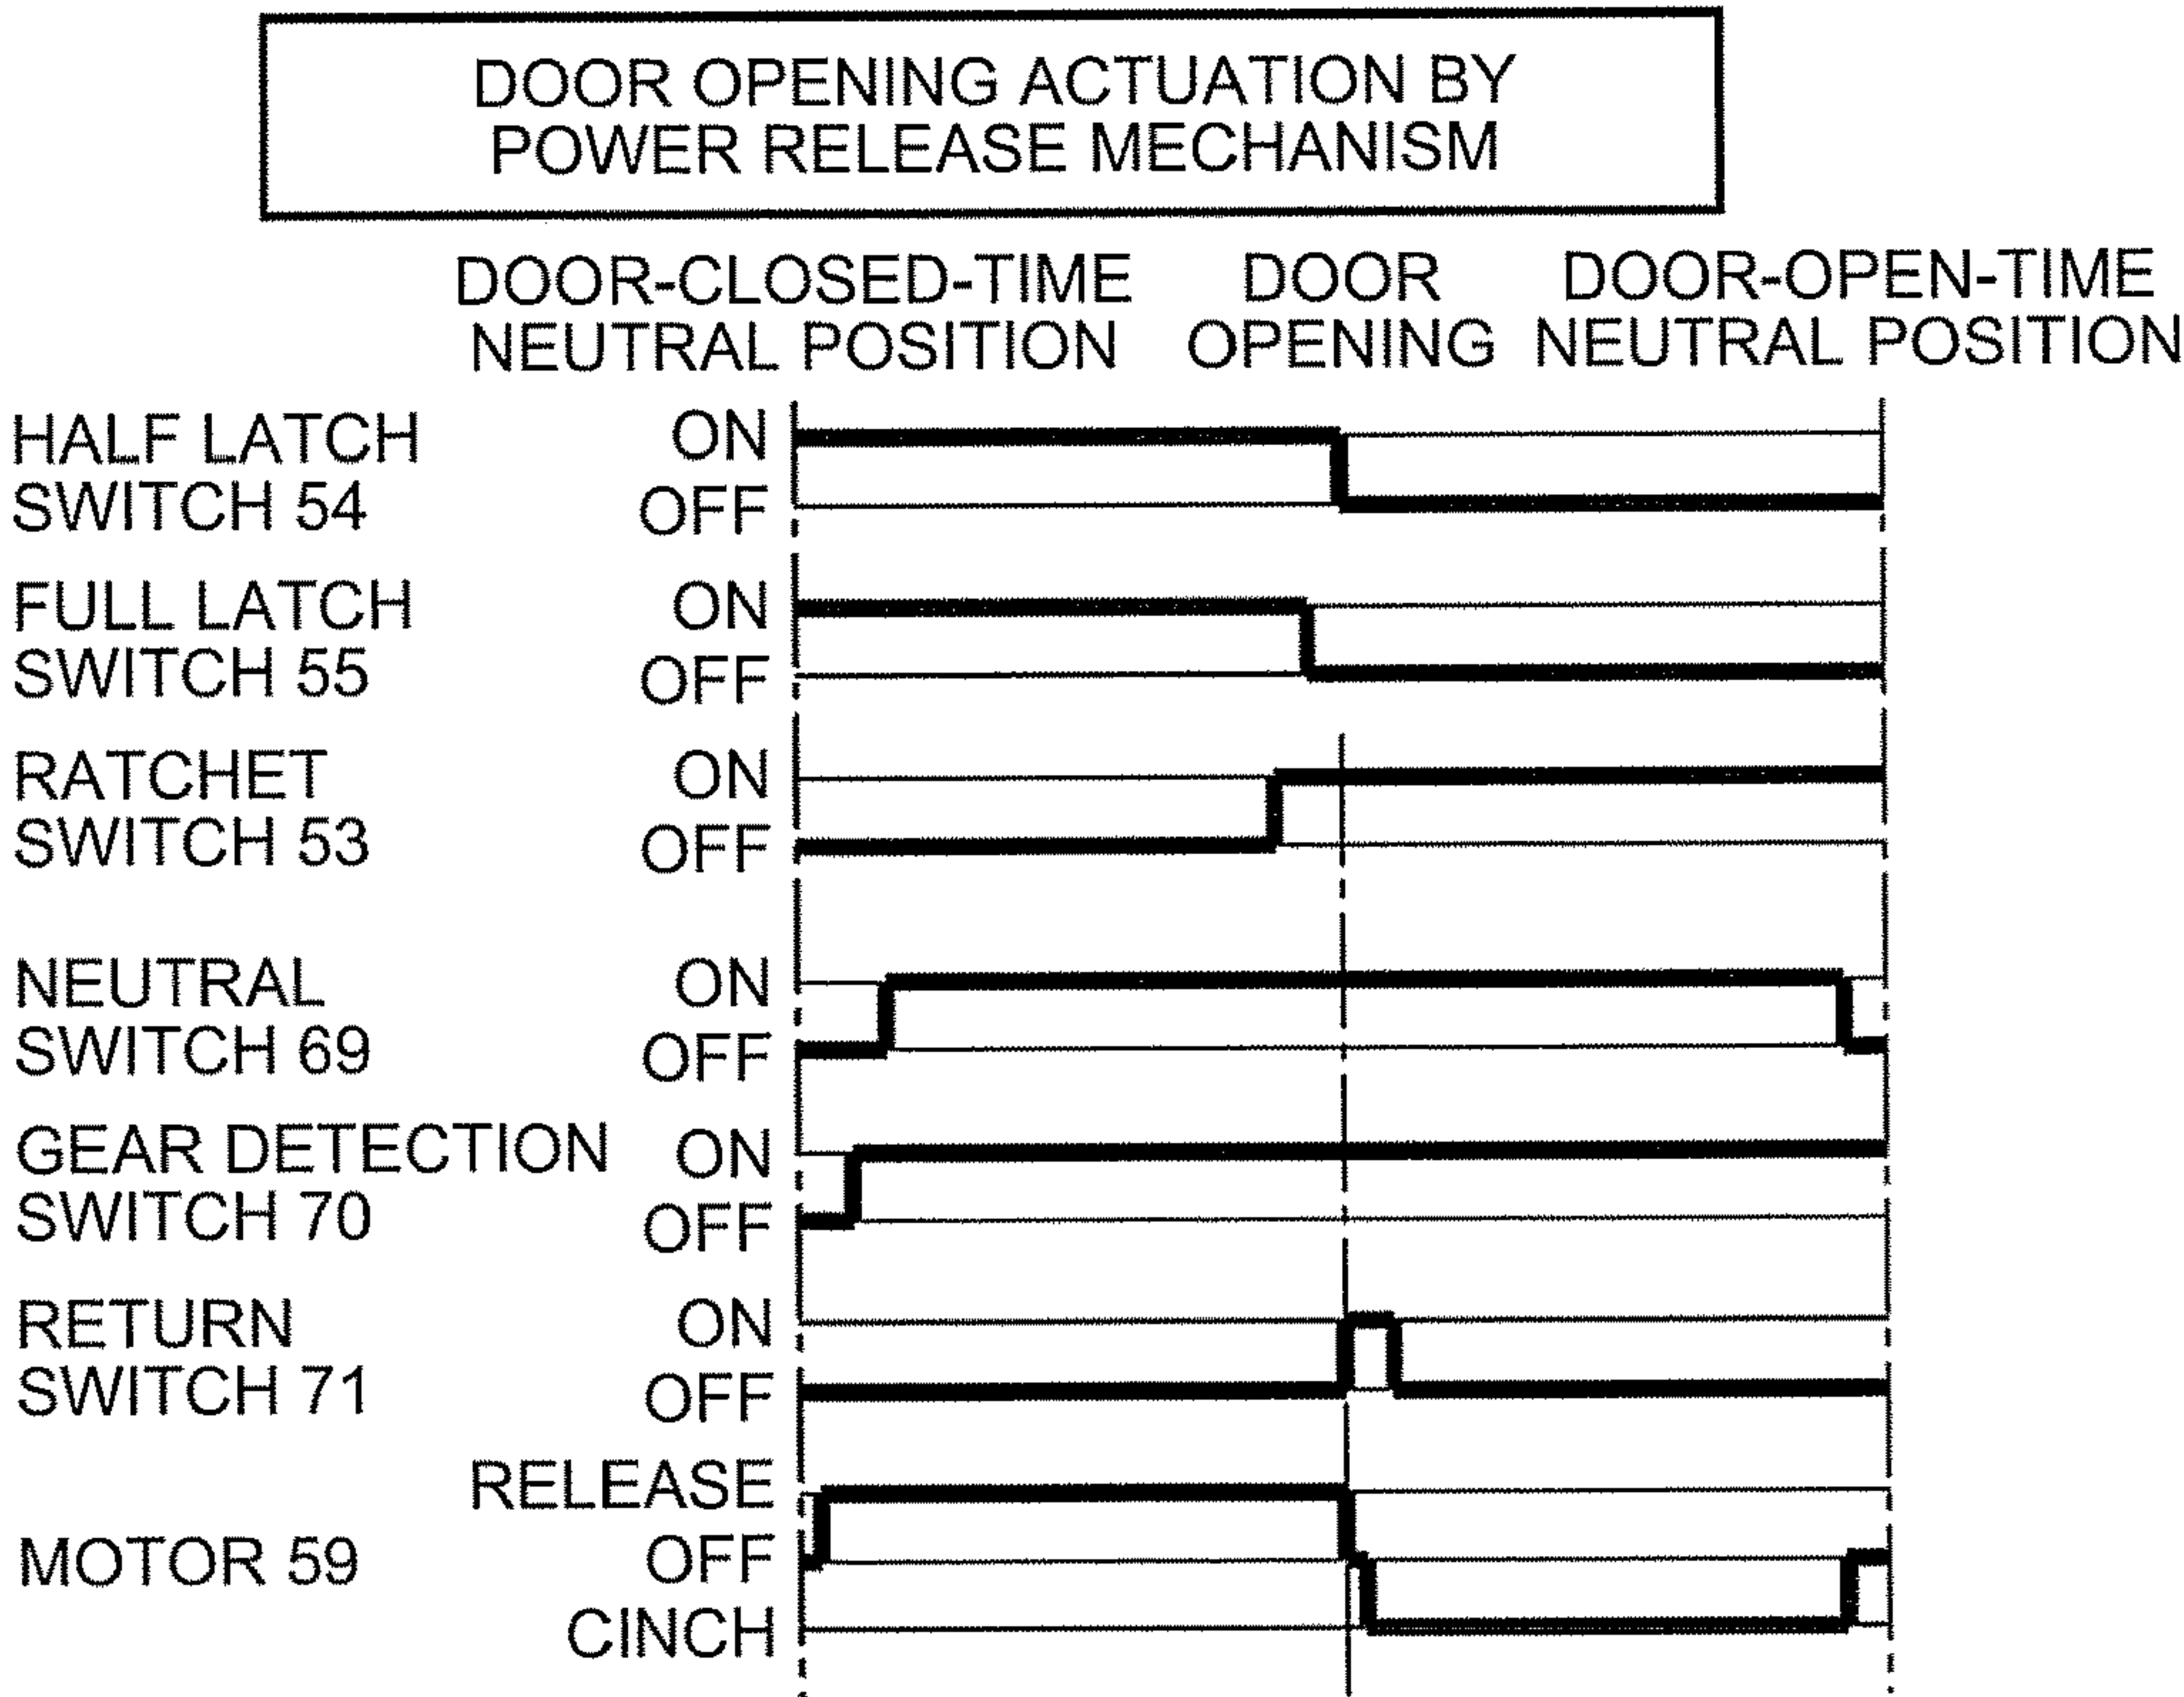 DOOR OPENING ACTUATION BY
POWER RELEASE MECHANISM
DOOR-CLOSED-TIME DOOR DOOR-OPEN-TIME
NEUTRAL POSITION OPENING NEUTRAL POSITION
HALF LATCH ON
SWITCH 54 OFF
FULL LATCH ON
SWITCH 55 OFF
RATCHET ON
SWITCH 53 OFF
NEUTRAL ON
SWITCH 69 OFF
GEAR DETECTION ON
SWITCH 70 OFF
RETURN ON
SWITCH 71 OFF
RELEASE
MOTOR 59 OFF
CINCH